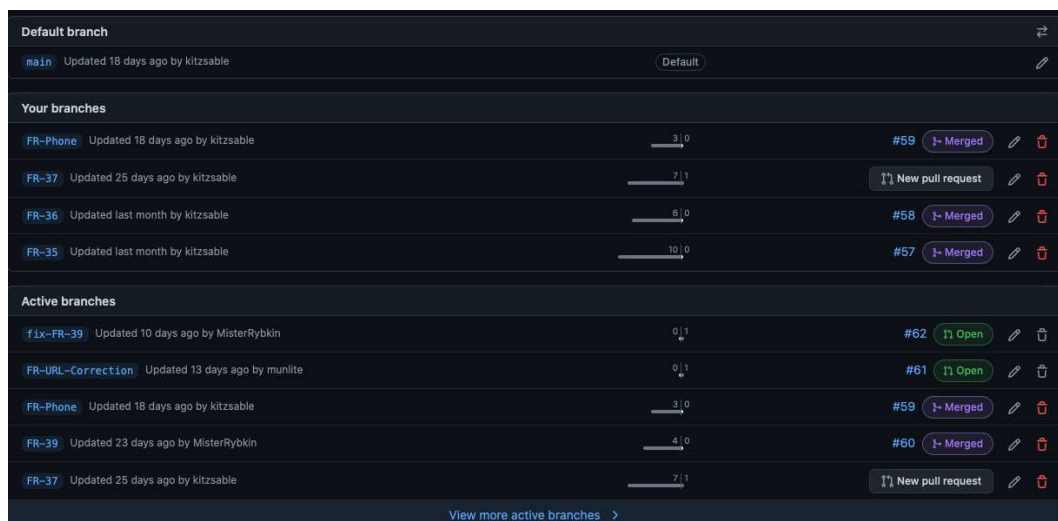 Default branch
main Updated 18 days ago by kitzsable Default
Your branches
FR-Phone Updated 18 days ago by kitzsable 3 | 0 #59 Merged
FR-37 Updated 25 days ago by kitzsable 7 | 1 New pull request
FR-36 Updated last month by kitzsable 6 | 0 #58 Merged
FR-35 Updated last month by kitzsable 10 | 0 #57 Merged
Active branches
fix-FR-39 Updated 10 days ago by MisterRybkin 0 | 1 #62 Open
FR-URL-Correction Updated 13 days ago by munlite 0 | 1 #61 Open
FR-Phone Updated 18 days ago by kitzsable 3 | 0 #59 Merged
FR-39 Updated 23 days ago by MisterRybkin 4 | 0 #60 Merged
FR-37 Updated 25 days ago by kitzsable 7 | 1 New pull request
View more active branches >